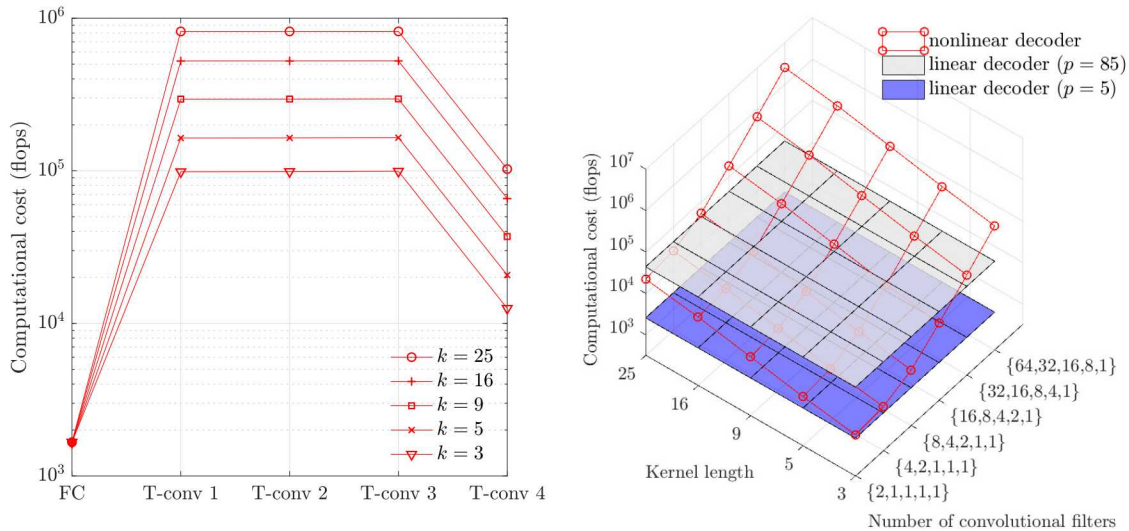 Computational cost (flops)
10^6
10^5
10^4
10^3
FC
T-conv 1
T-conv 2
T-conv 3
T-conv 4
k = 25
k = 16
k = 9
k = 5
k = 3
nonlinear decoder
linear decoder (p = 85)
linear decoder (p = 5)
Computational cost (flops)
10^7
10^6
10^5
10^4
10^3
25
16
9
5
3
Kernel length
{64,32,16,8,1}
{32,16,8,4,1}
{16,8,4,2,1}
{8,4,2,1,1}
{4,2,1,1,1}
{2,1,1,1,1}
Number of convolutional filters